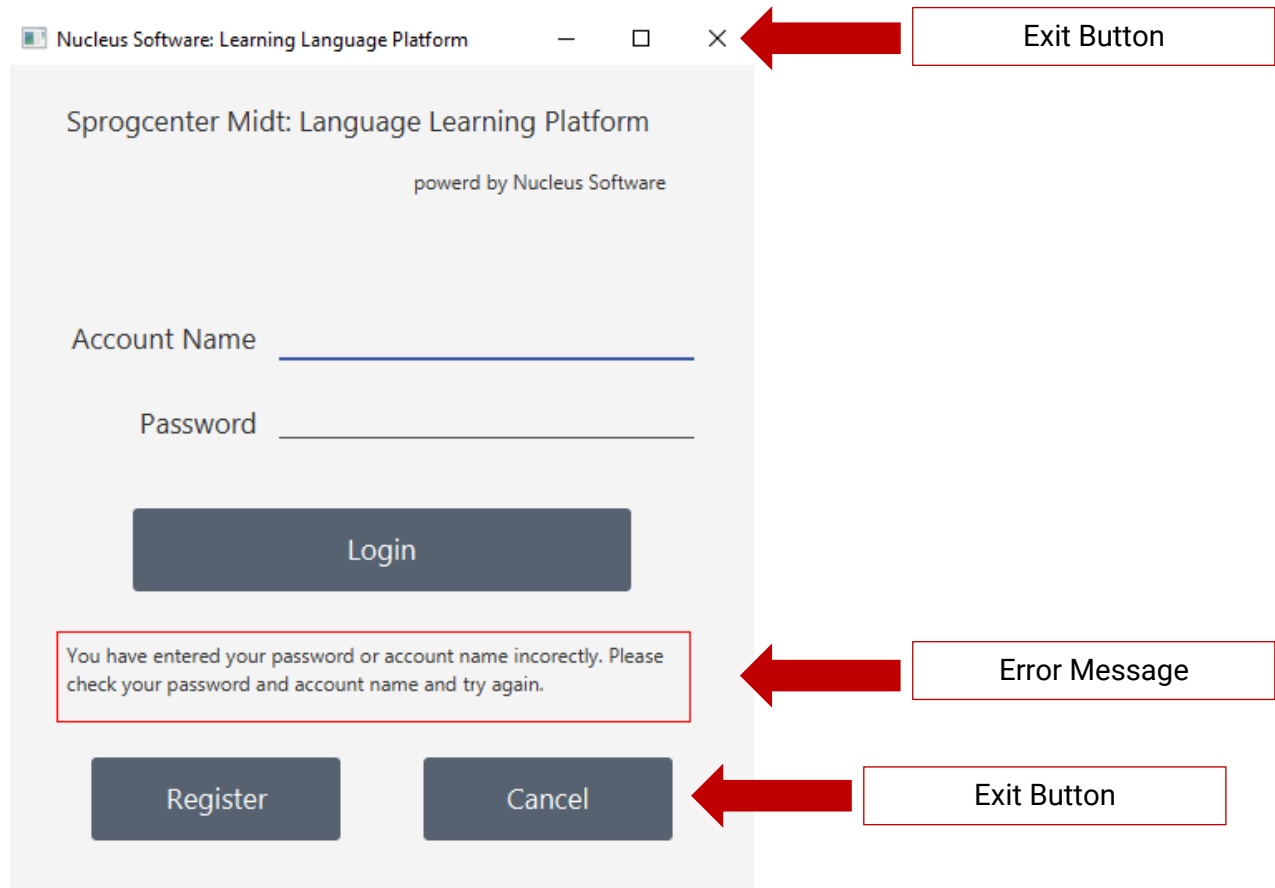 Nucleus Software: Learning Language Platform
Exit Button
Sprogcenter Midt: Language Learning Platform
powerd by Nucleus Software
Account Name
Password
Login
You have entered your password or account name incorectly. Please
check your password and account name and try again.
Error Message
Register
Cancel
Exit Button